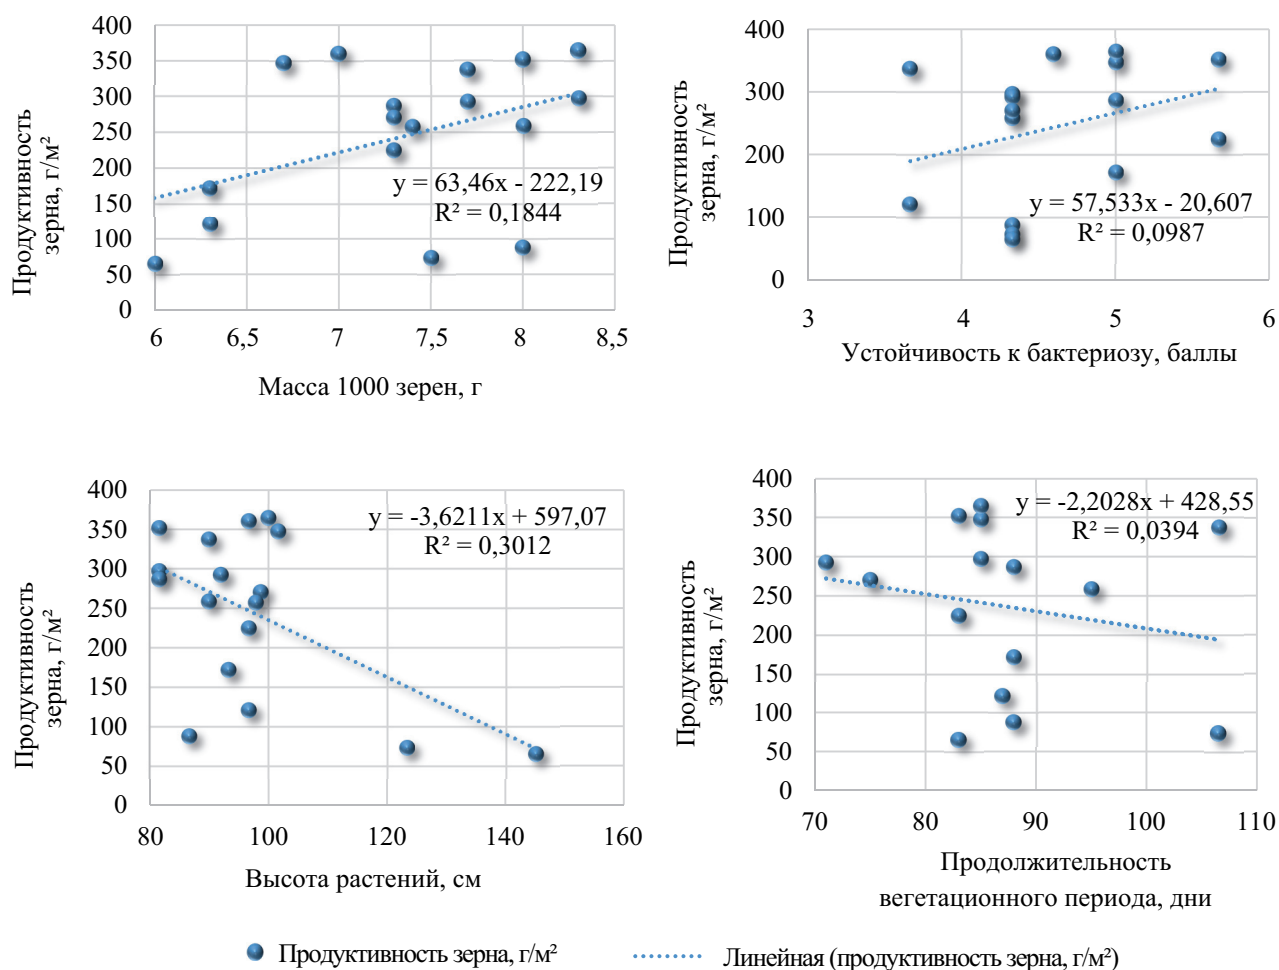 400
350
300
250
200
150
100
50
0
Продуктивность
зерна, г/м²
y = 63,46x - 222,19
R² = 0,1844
6
6,5
7
7,5
8
8,5
Масса 1000 зерен, г
400
300
200
100
0
Продуктивность
зерна, г/м²
y = 57,533x - 20,607
R² = 0,0987
3
4
5
6
Устойчивость к бактериозу, баллы
400
350
300
250
200
150
100
50
0
Продуктивность
зерна, г/м²
y = -3,6211x + 597,07
R² = 0,3012
80
100
120
140
160
Высота растений, см
400
350
300
250
200
150
100
50
0
Продуктивность
зерна, г/м²
y = -2,2028x + 428,55
R² = 0,0394
70
80
90
100
110
Продолжительность
вегетационного периода, дни
Продуктивность зерна, г/м²
Линейная (продуктивность зерна, г/м²)